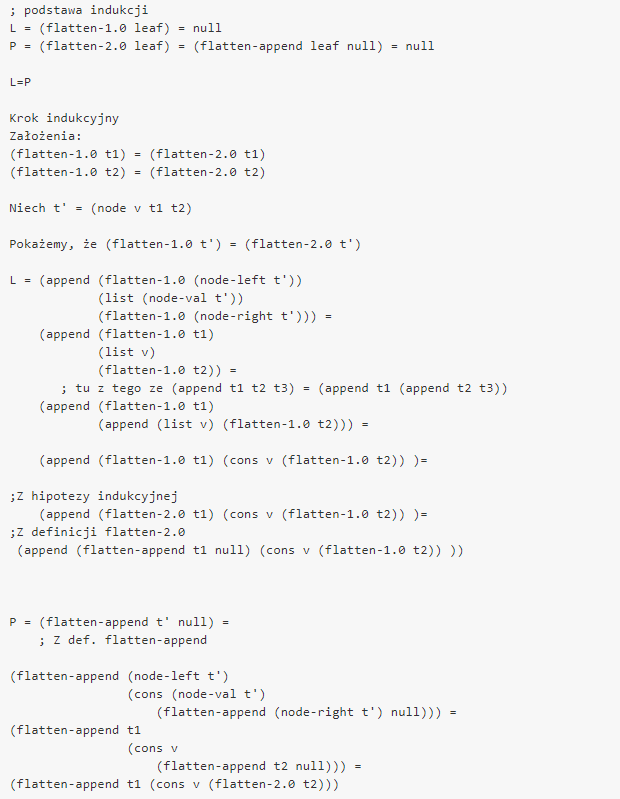 ; podstawa indukcji
L = (flatten-1.0 leaf) = null
P = (flatten-2.0 leaf) = (flatten-append leaf null) = null

L=P

Krok indukcyjny
Założenia:
(flatten-1.0 t1) = (flatten-2.0 t1)
(flatten-1.0 t2) = (flatten-2.0 t2)

Niech t' = (node v t1 t2)

Pokażemy, że (flatten-1.0 t') = (flatten-2.0 t')

L = (append (flatten-1.0 (node-left t'))
            (list (node-val t'))
            (flatten-1.0 (node-right t'))) =
    (append (flatten-1.0 t1)
            (list v)
            (flatten-1.0 t2)) =
       ; tu z tego ze (append t1 t2 t3) = (append t1 (append t2 t3))
    (append (flatten-1.0 t1)
            (append (list v) (flatten-1.0 t2))) =

    (append (flatten-1.0 t1) (cons v (flatten-1.0 t2)) )=

;Z hipotezy indukcyjnej
    (append (flatten-2.0 t1) (cons v (flatten-1.0 t2)) )=
;Z definicji flatten-2.0
 (append (flatten-append t1 null) (cons v (flatten-1.0 t2)) ))

P = (flatten-append t' null) =
    ; Z def. flatten-append

(flatten-append (node-left t')
                (cons (node-val t')
                    (flatten-append (node-right t') null))) =
(flatten-append t1
                (cons v
                    (flatten-append t2 null))) =
(flatten-append t1 (cons v (flatten-2.0 t2)))